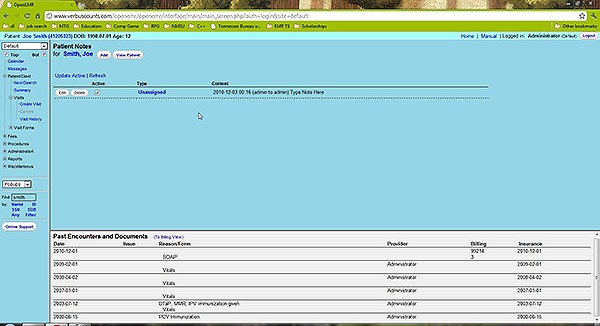 OpenEMR
www.verbuscounts.com/openemr/openemr/interface/main/main_screen.php?auth=login&site=default
dl job search MTG Education Comp Game RPG NMSU C++ Tennessee Bureau o... EMR TS Scholarships Other bookmarks
Patient: Joe Smith (41205323) DOB: 1998-07-01 Age: 12 Home | Manual | Logged in: Administrator (Default) Logout
Default
Top Bot
Calendar
Messages
Patient/Client
New/Search
Summary
Visits
Create Visit
Current
Visit History
Visit Forms
Fees
Procedures
Administration
Reports
Miscellaneous
Popups
Find: smith
by: Name ID
SSN DOB
Any Filter
Online Support
Patient Notes
for Smith, Joe Add View Patient
Update Active | Refresh
Active Type Content
Edit Delete Unassigned 2010-12-03 00:16 (admin to admin) Type Note Here
Past Encounters and Documents (To Billing View)
Date Issue Reason/Form Provider Billing Insurance
2010-12-01 99214 2010-12-01
SOAP 3
2009-02-01 Administrator 2009-02-01
Vitals
2008-04-02 Administrator 2008-04-02
Vitals
2007-01-01 Administrator 2007-01-01
Vitals
2003-07-12 DTaP, MMR, IPV immunization given Administrator 2003-07-12
Vitals
2000-06-15 PCV Immunization Administrator 2000-06-15